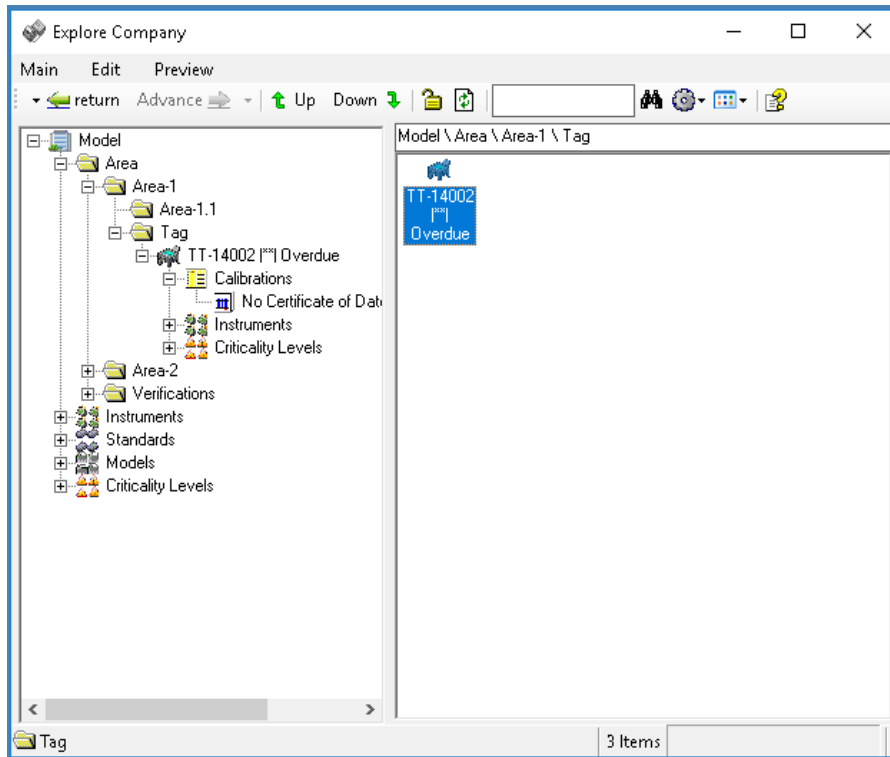 Explore Company
Main Edit Preview
return Advance Up Down
Model \ Area \ Area-1 \ Tag
Model
Area
Area-1
Area-1.1
Tag
TT-14002 |**| Overdue
Calibrations
No Certificate of Dat
Instruments
Criticality Levels
Area-2
Verifications
Instruments
Standards
Models
Criticality Levels
TT-14002
|**|
Overdue
Tag
3 Items